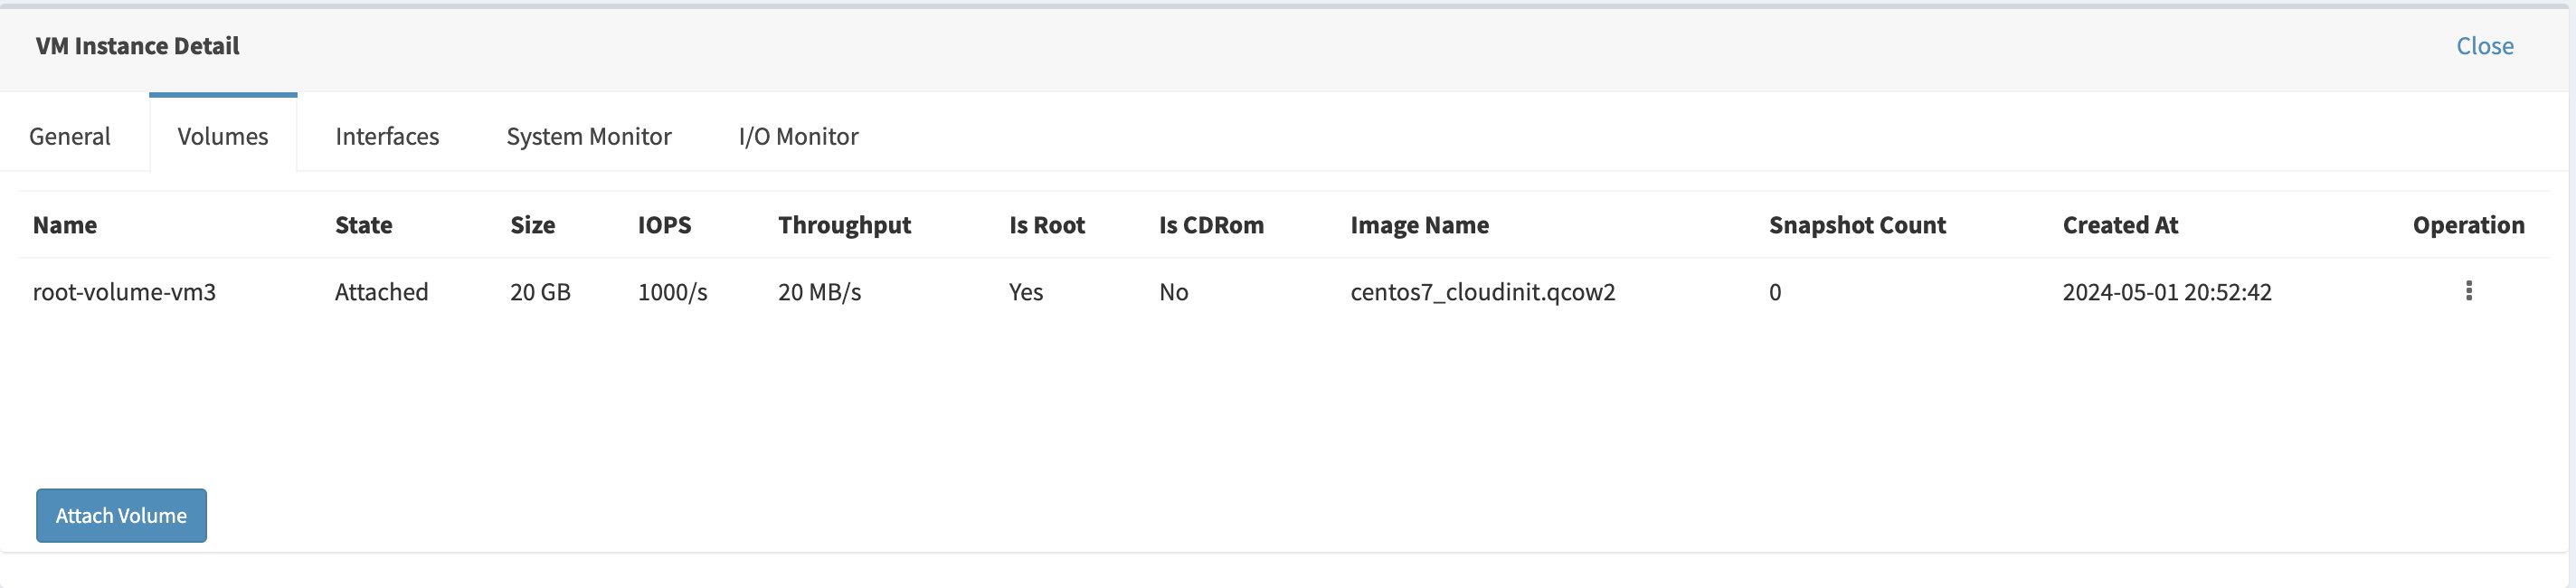 VM Instance Detail Close
General Volumes Interfaces System Monitor I/O Monitor
Name State Size IOPS Throughput Is Root Is CDRom Image Name Snapshot Count Created At Operation
root-volume-vm3 Attached 20 GB 1000/s 20 MB/s Yes No centos7_cloudinit.qcow2 0 2024-05-01 20:52:42
Attach Volume